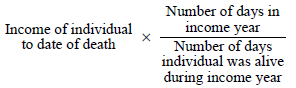 Income of individual
to date of death
×
Number of days in
income year
Number of days
individual was alive
during income year